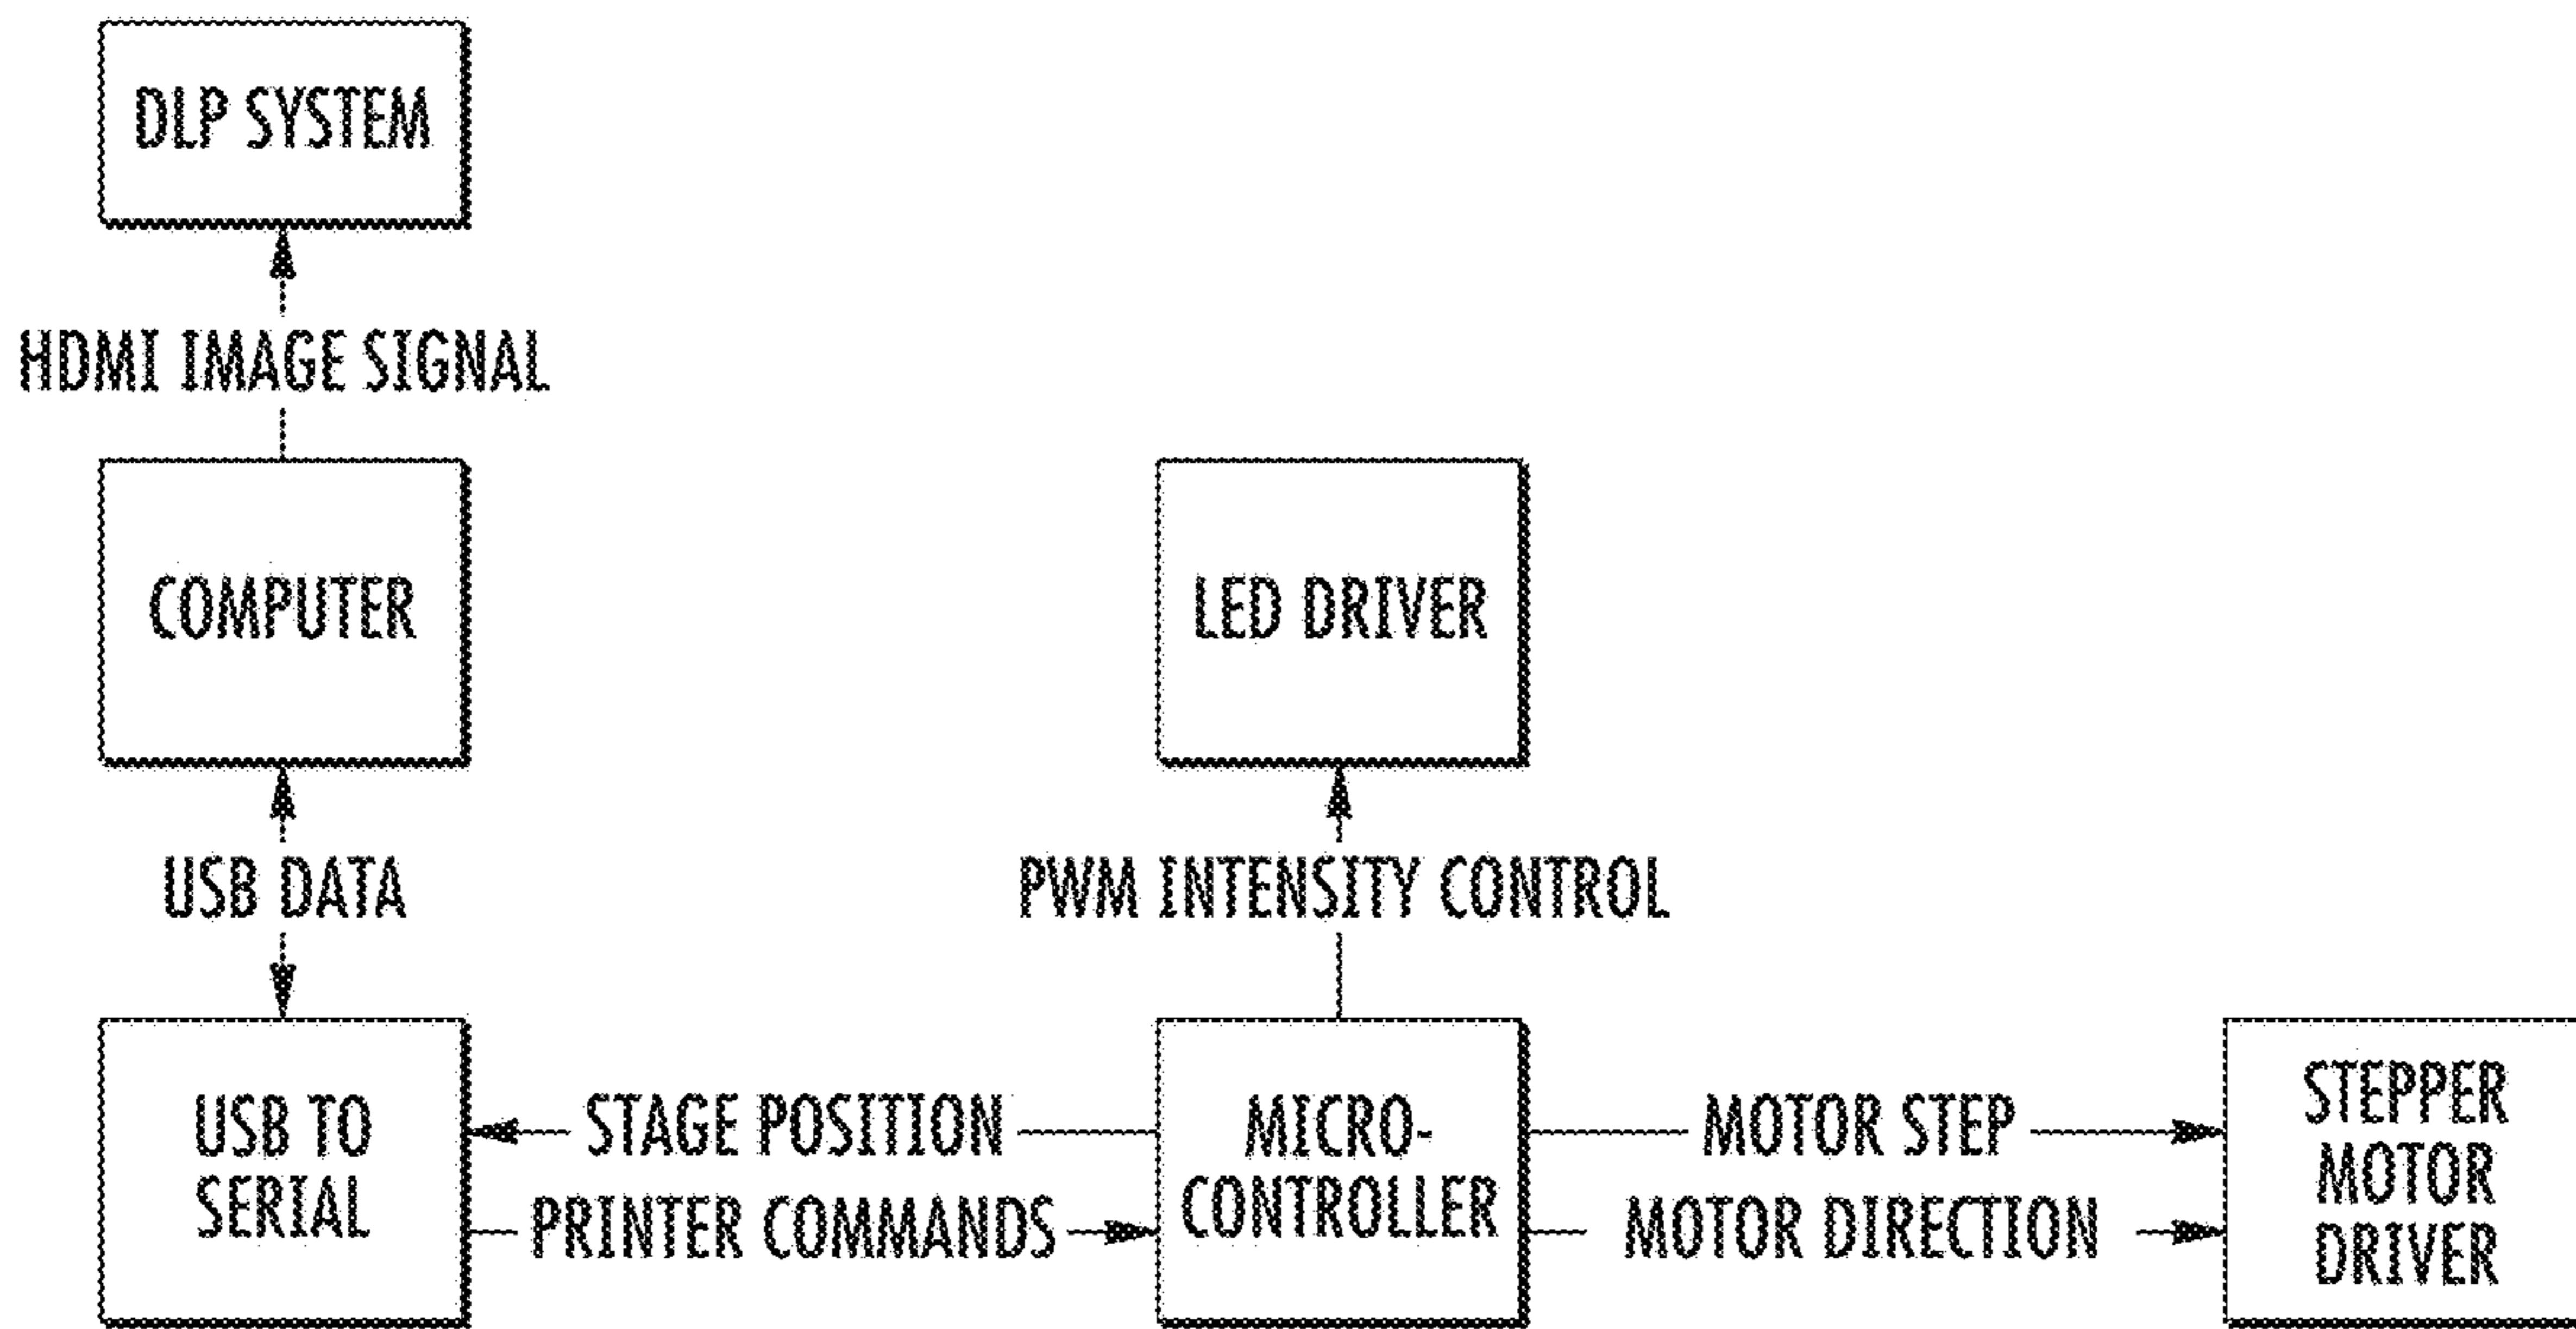 DLP SYSTEM
HDMI IMAGE SIGNAL
COMPUTER
LED DRIVER
USB DATA
PWM INTENSITY CONTROL
USB TO
SERIAL
STAGE POSITION
PRINTER COMMANDS
MICRO-
CONTROLLER
MOTOR STEP
MOTOR DIRECTION
STEPPER
MOTOR
DRIVER